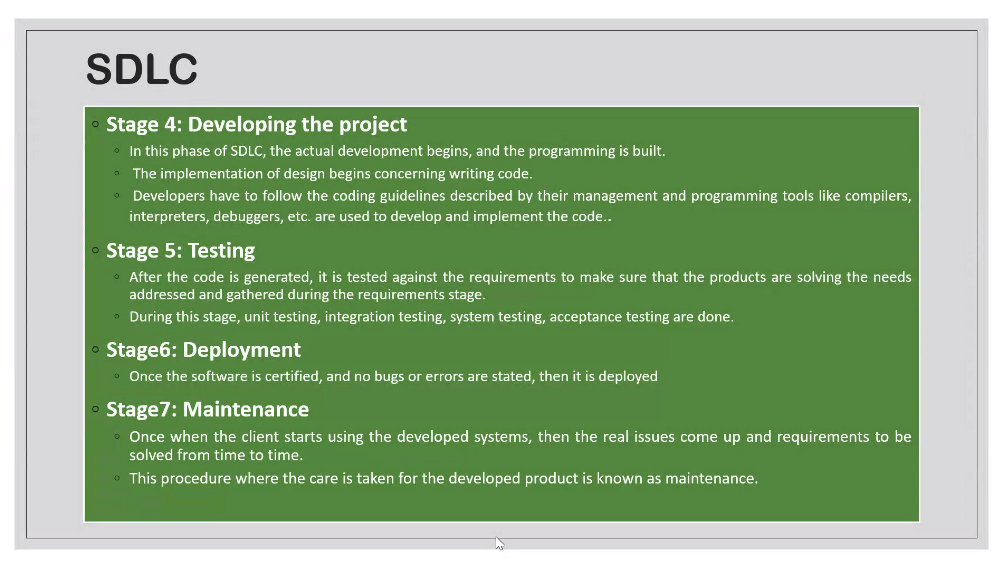 SDLC
Stage 4: Developing the project
In this phase of SDLC, the actual development begins, and the programming is built.
The implementation of design begins concerning writing code.
Developers have to follow the coding guidelines described by their management and programming tools like compilers,
interpreters, debuggers, etc. are used to develop and implement the code..
Stage 5: Testing
After the code is generated, it is tested against the requirements to make sure that the products are solving the needs
addressed and gathered during the requirements stage.
During this stage, unit testing, integration testing, system testing, acceptance testing are done.
Stage6: Deployment
Once the software is certified, and no bugs or errors are stated, then it is deployed
Stage7: Maintenance
Once when the client starts using the developed systems, then the real issues come up and requirements to be
solved from time to time.
This procedure where the care is taken for the developed product is known as maintenance.